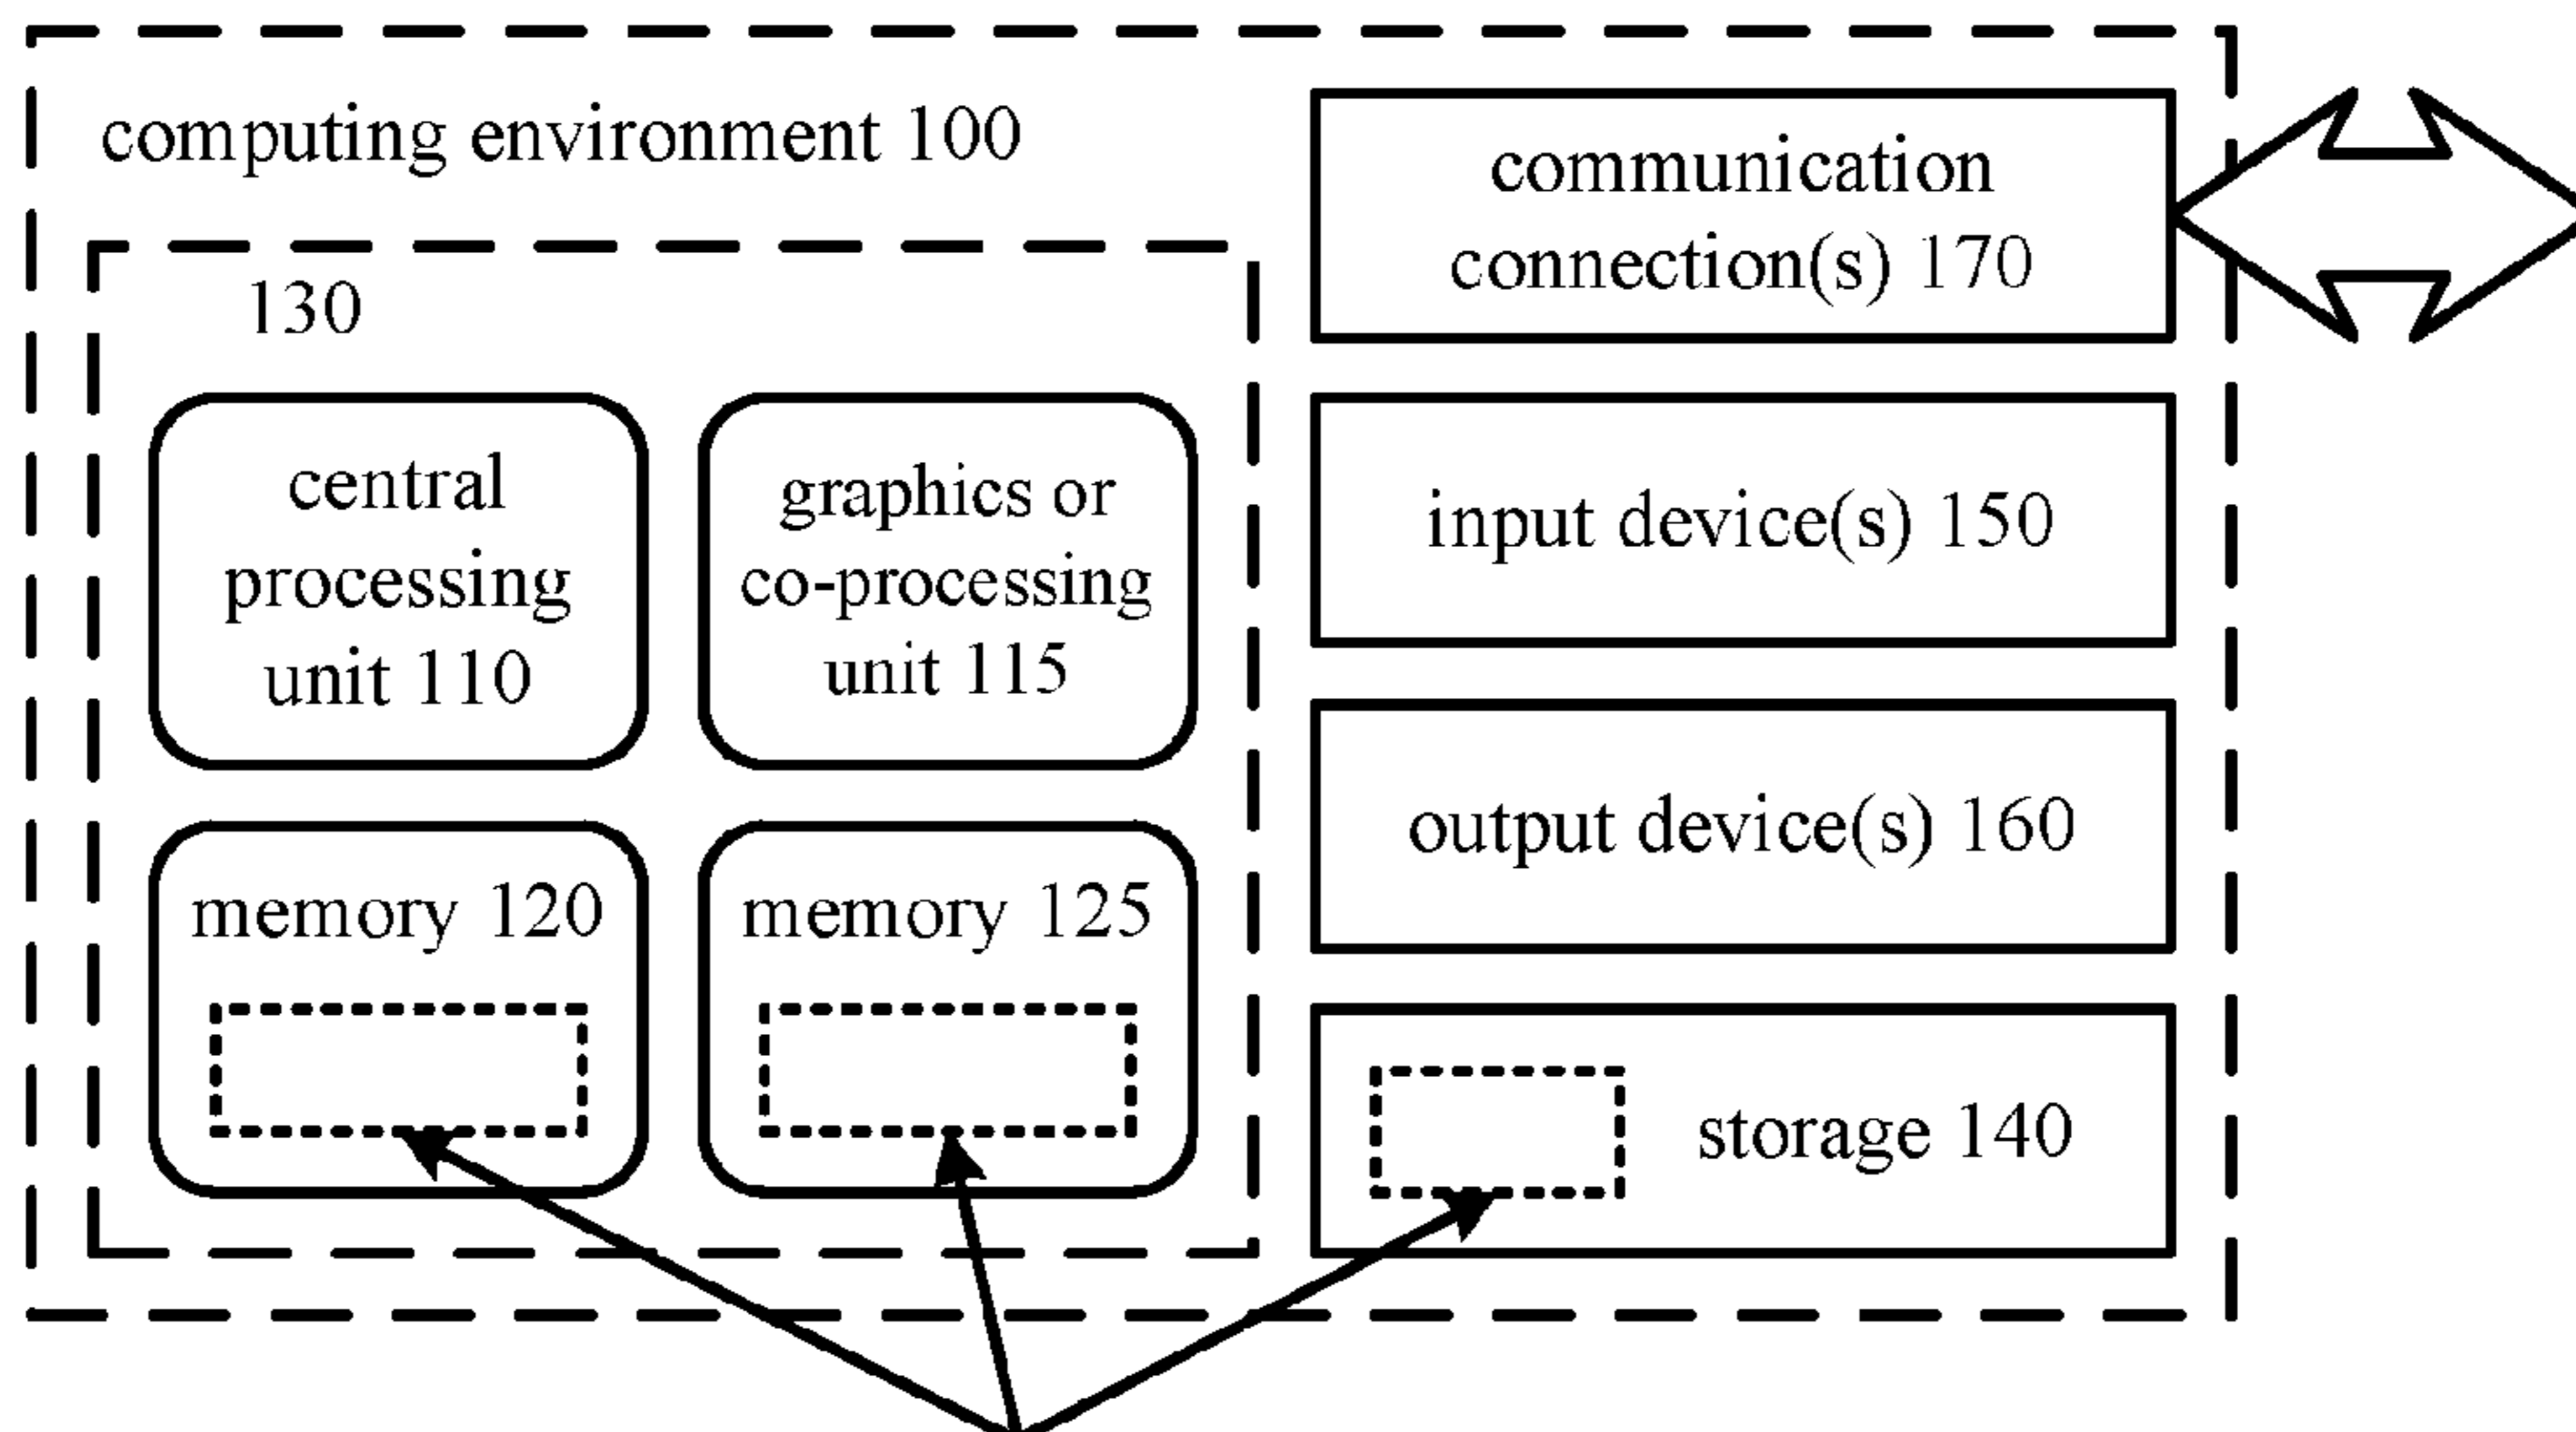 computing environment 100
130
central
processing
unit 110
graphics or
co-processing
unit 115
memory 120
memory 125
communication
connection(s) 170
input device(s) 150
output device(s) 160
storage 140